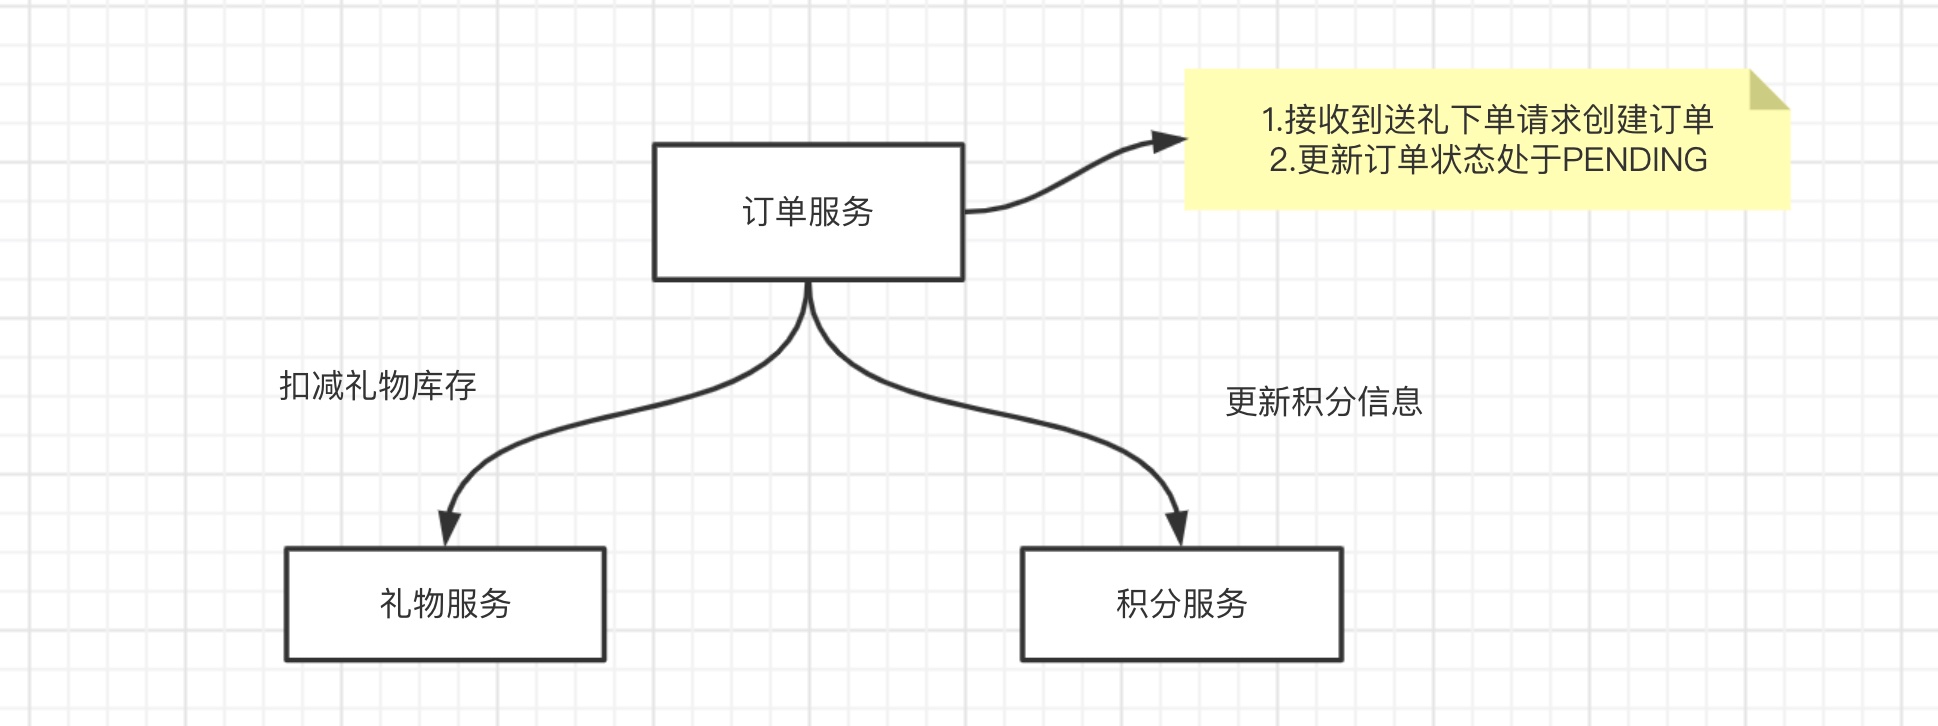 1.接收到送礼下单请求创建订单
2.更新订单状态处于PENDING
订单服务
扣减礼物库存
更新积分信息
礼物服务
积分服务